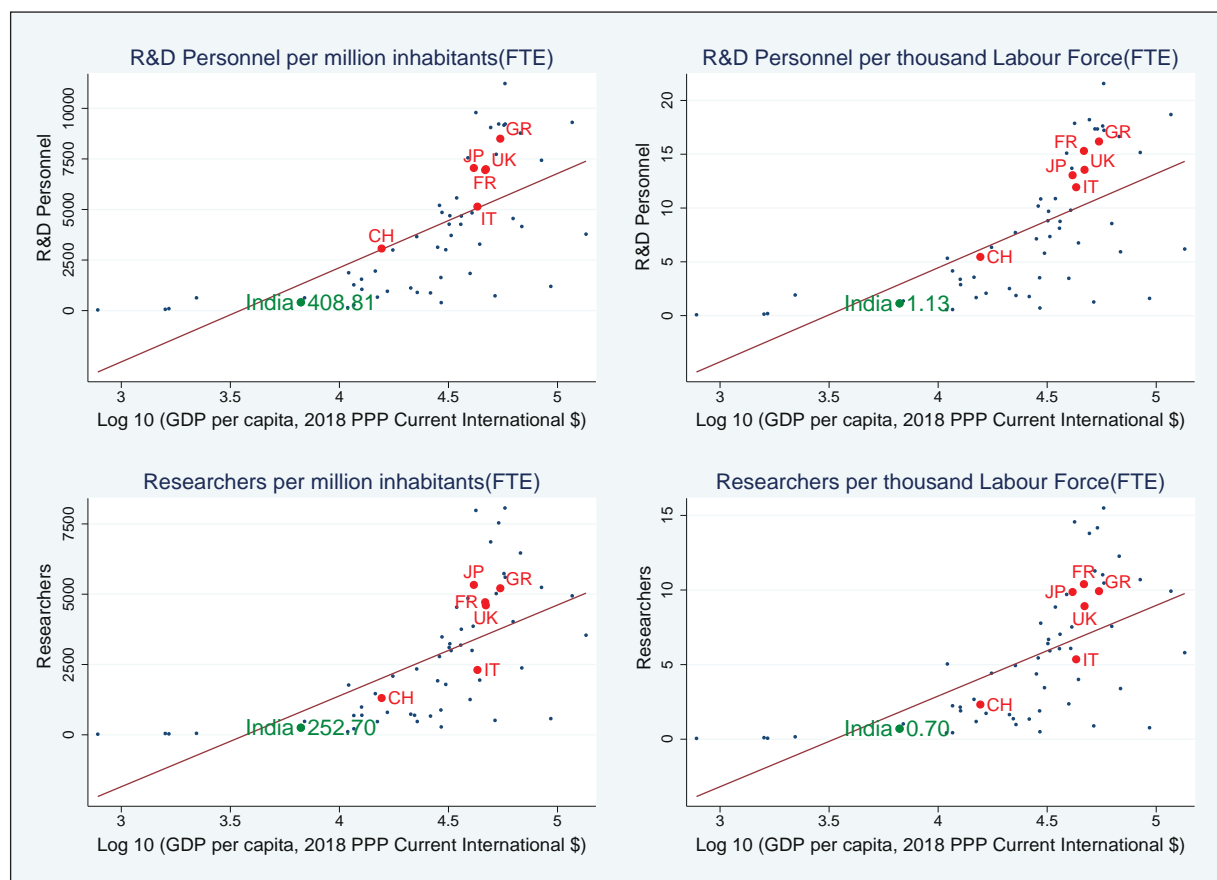 R&D Personnel per million inhabitants(FTE)
R&D Personnel
10000
7500
5000
2500
0
GR
JP
UK
FR
IT
CH
India 408.81
3 3.5 4 4.5 5
Log 10 (GDP per capita, 2018 PPP Current International $)
R&D Personnel per thousand Labour Force(FTE)
R&D Personnel
20
15
10
5
0
FR
GR
UK
JP
IT
CH
India 1.13
3 3.5 4 4.5 5
Log 10 (GDP per capita, 2018 PPP Current International $)
Researchers per million inhabitants(FTE)
Researchers
7500
5000
2500
0
JP
GR
FR
UK
IT
CH
India 252.70
3 3.5 4 4.5 5
Log 10 (GDP per capita, 2018 PPP Current International $)
Researchers per thousand Labour Force(FTE)
Researchers
15
10
5
0
FR
GR
JP
UK
IT
CH
India 0.70
3 3.5 4 4.5 5
Log 10 (GDP per capita, 2018 PPP Current International $)